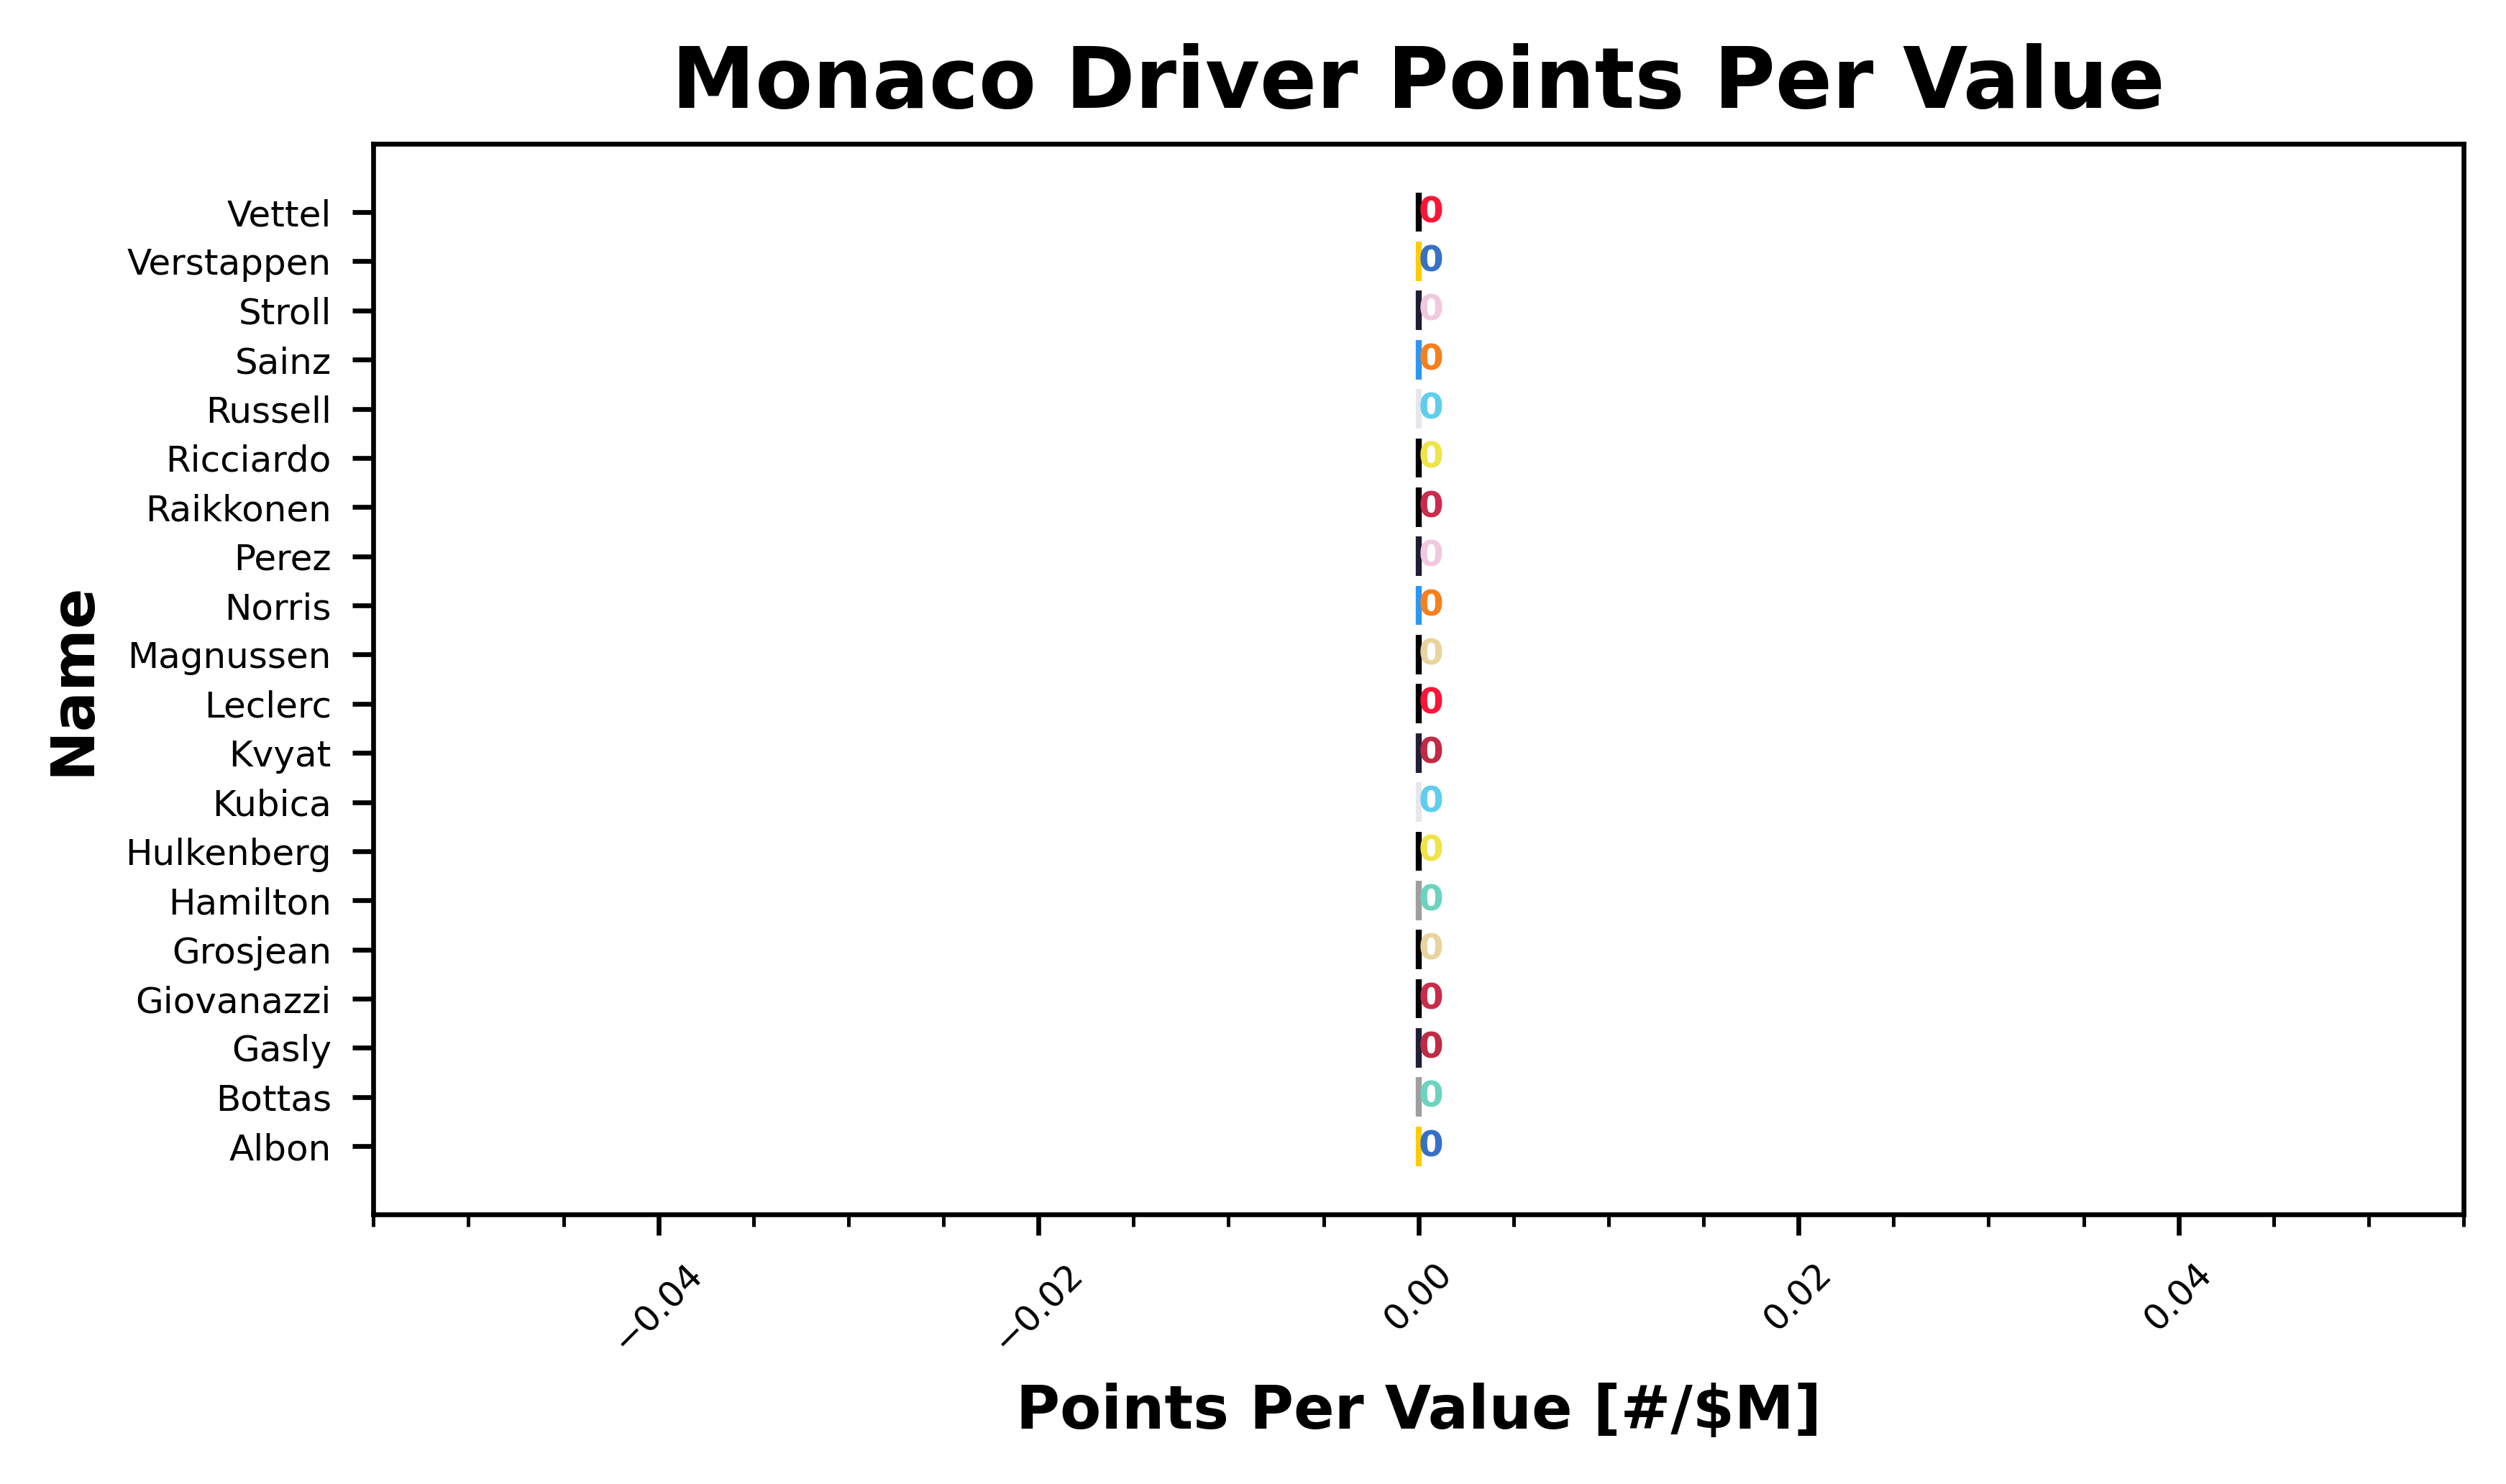 Monaco Driver Points Per Value
Name
Vettel 0
Verstappen 0
Stroll 0
Sainz 0
Russell 0
Ricciardo 0
Raikkonen 0
Perez 0
Norris 0
Magnussen 0
Leclerc 0
Kvyat 0
Kubica 0
Hulkenberg 0
Hamilton 0
Grosjean 0
Giovanazzi 0
Gasly 0
Bottas 0
Albon 0
−0.04 −0.02 0.00 0.02 0.04
Points Per Value [#/$M]